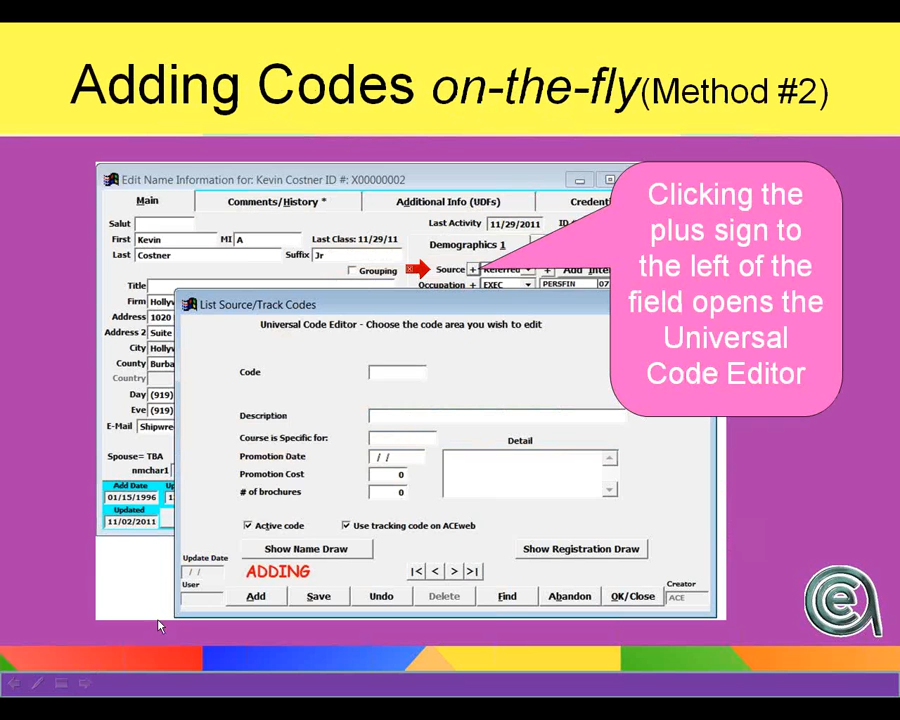 Adding Codes on-the-fly(Method #2)
Edit Name Information for: Kevin Costner ID #: X00000002
Main
Comments/History *
Additional Info (UDFs)
Salut
Last Activity 11/29/2011
First Kevin MI A Last Class: 11/29/11
Demographics 1
Last Costner Suffix Jr
Grouping
Source + Referred +
Title
Occupation + EXEC PERSFIN 07
Firm
Address 1020
Address 2 Suite
City
County
Country
Day (919)
Eve (919)
E-Mail
Spouse= TBA
nmchar1
Add Date
01/15/1996
Updated
11/02/2011
Clicking the
plus sign to
the left of the
field opens the
Universal
Code Editor
List Source/Track Codes
Universal Code Editor - Choose the code area you wish to edit
Code
Description
Course is Specific for:
Detail
Promotion Date / /
Promotion Cost 0
# of brochures 0
Active code
Use tracking code on ACEweb
Show Name Draw
Show Registration Draw
Update Date
/ /
ADDING
|< < > >|
User
Creator
Add Save Undo Delete Find Abandon OK/Close ACE